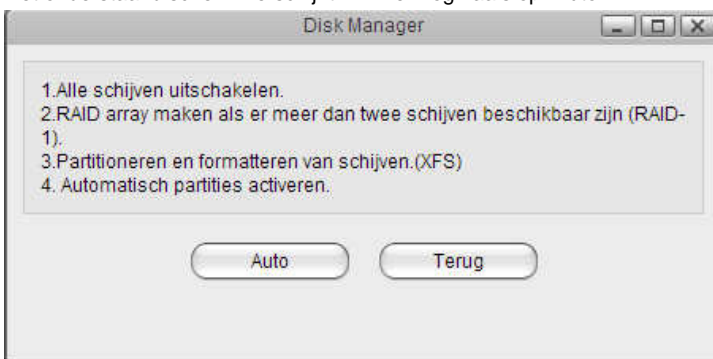 Disk Manager
1.Alle schijven uitschakelen.
2.RAID array maken als er meer dan twee schijven beschikbaar zijn (RAID-
1).
3.Partitioneren en formatteren van schijven.(XFS)
4. Automatisch partities activeren.
Auto
Terug